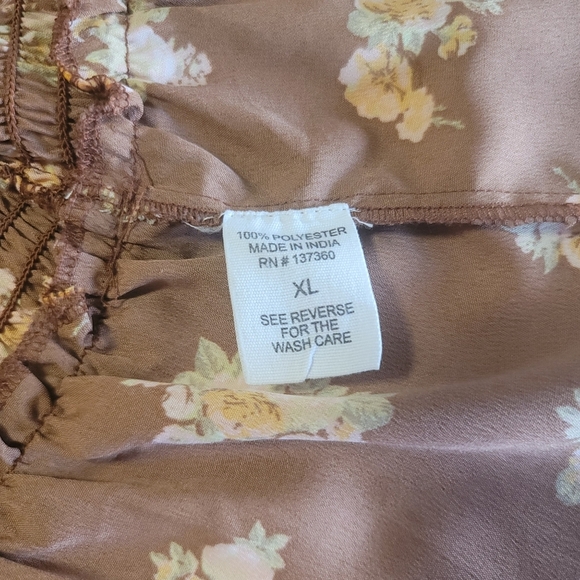 100% POLYESTER
MADE IN INDIA
RN # 137360
XL
SEE REVERSE
FOR THE
WASH CARE